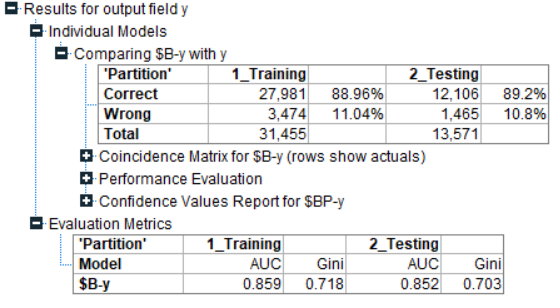 Results for output field y
Individual Models
Comparing $B-y with y
'Partition' 1_Training 2_Testing
Correct 27,981 88.96% 12,106 89.2%
Wrong 3,474 11.04% 1,465 10.8%
Total 31,455 13,571
Coincidence Matrix for $B-y (rows show actuals)
Performance Evaluation
Confidence Values Report for $BP-y
Evaluation Metrics
'Partition' 1_Training 2_Testing
Model AUC Gini AUC Gini
$B-y 0.859 0.718 0.852 0.703